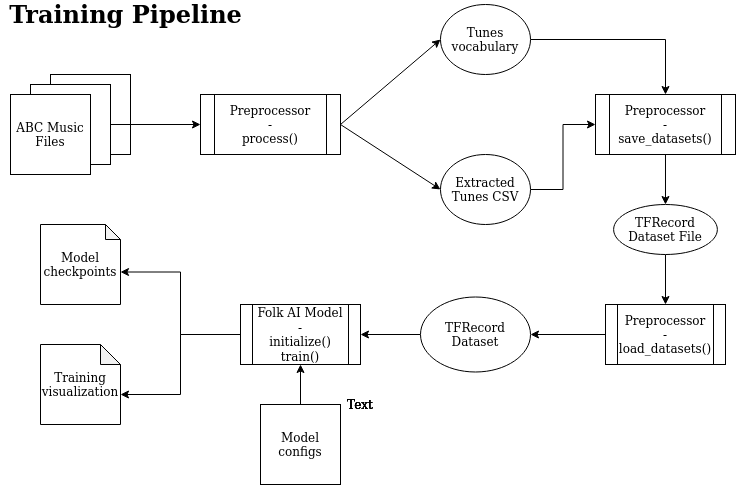 Training Pipeline
Tunes
vocabulary
ABC Music
Files
Preprocessor
-
process()
Preprocessor
-
save_datasets()
Extracted
Tunes CSV
TFRecord
Dataset File
Model
checkpoints
Folk AI Model
-
initialize()
train()
TFRecord
Dataset
Preprocessor
-
load_datasets()
Training
visualization
Text
Model
configs